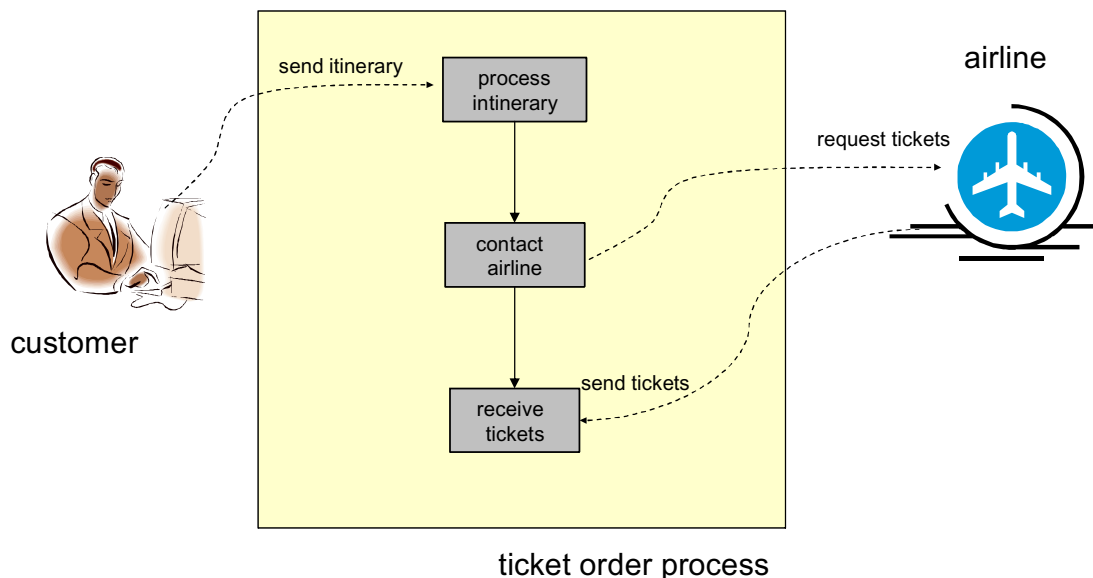 send itinerary
process
intinerary
airline
request tickets
contact
airline
customer
send tickets
receive
tickets
ticket order process